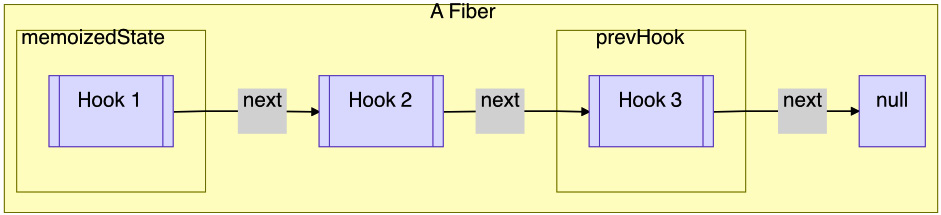 A Fiber
memoizedState
prevHook
Hook 1
next
Hook 2
next
Hook 3
next
null